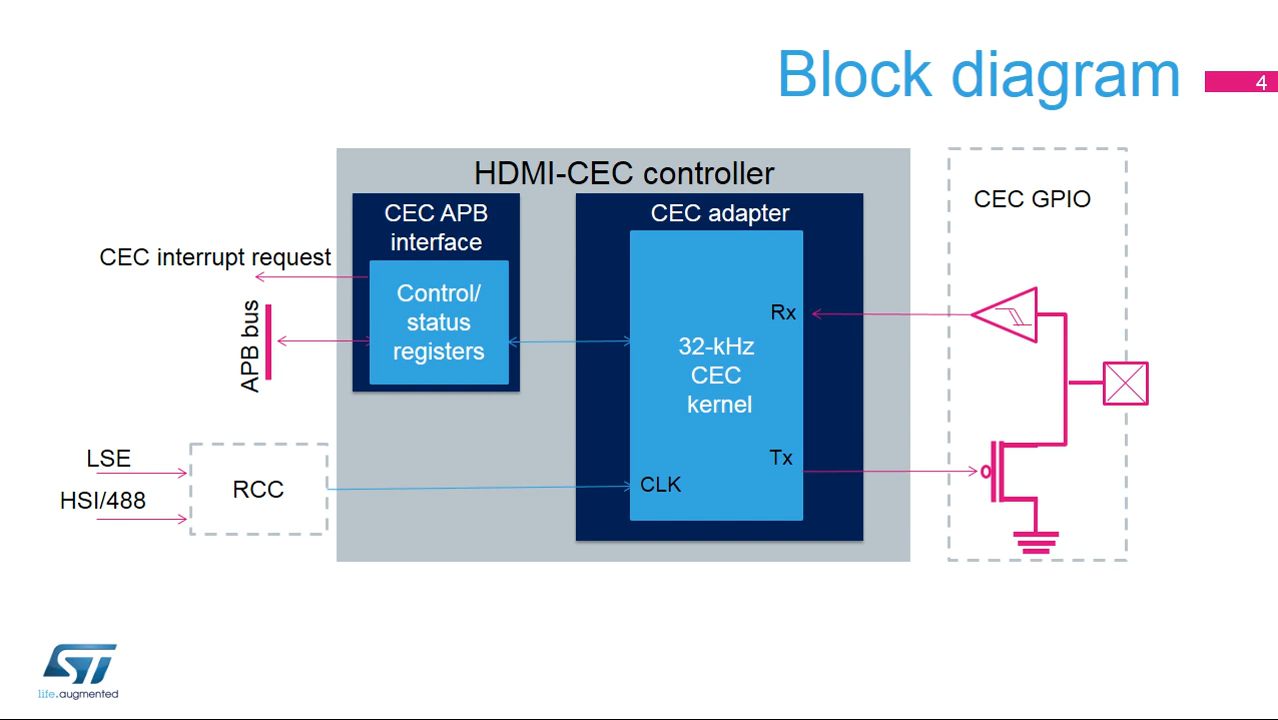 Block diagram
4
HDMI-CEC controller
CEC APB
interface
CEC adapter
CEC GPIO
CEC interrupt request
Control/
status
registers
APB bus
Rx
32-kHz
CEC
kernel
Tx
CLK
LSE
HSI/488
RCC
ST
life.augmented